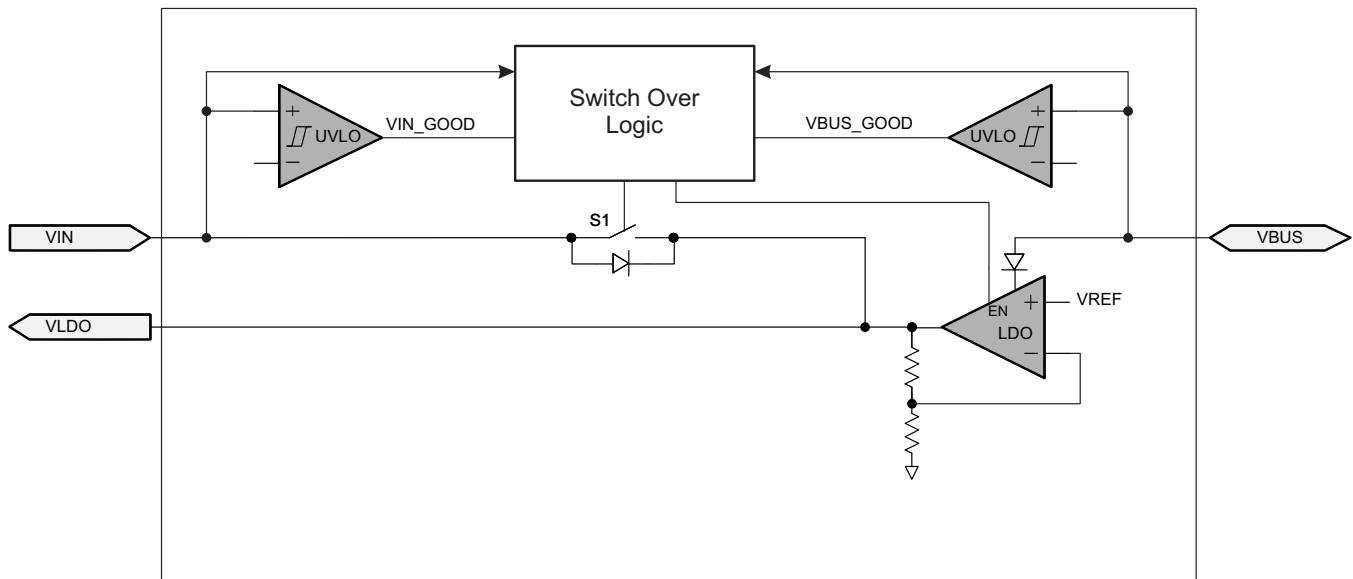 Switch Over
Logic
+
UVLO
−
VIN_GOOD
VBUS_GOOD
+
UVLO
−
S1
VIN
VBUS
VLDO
EN
+
VREF
LDO
−